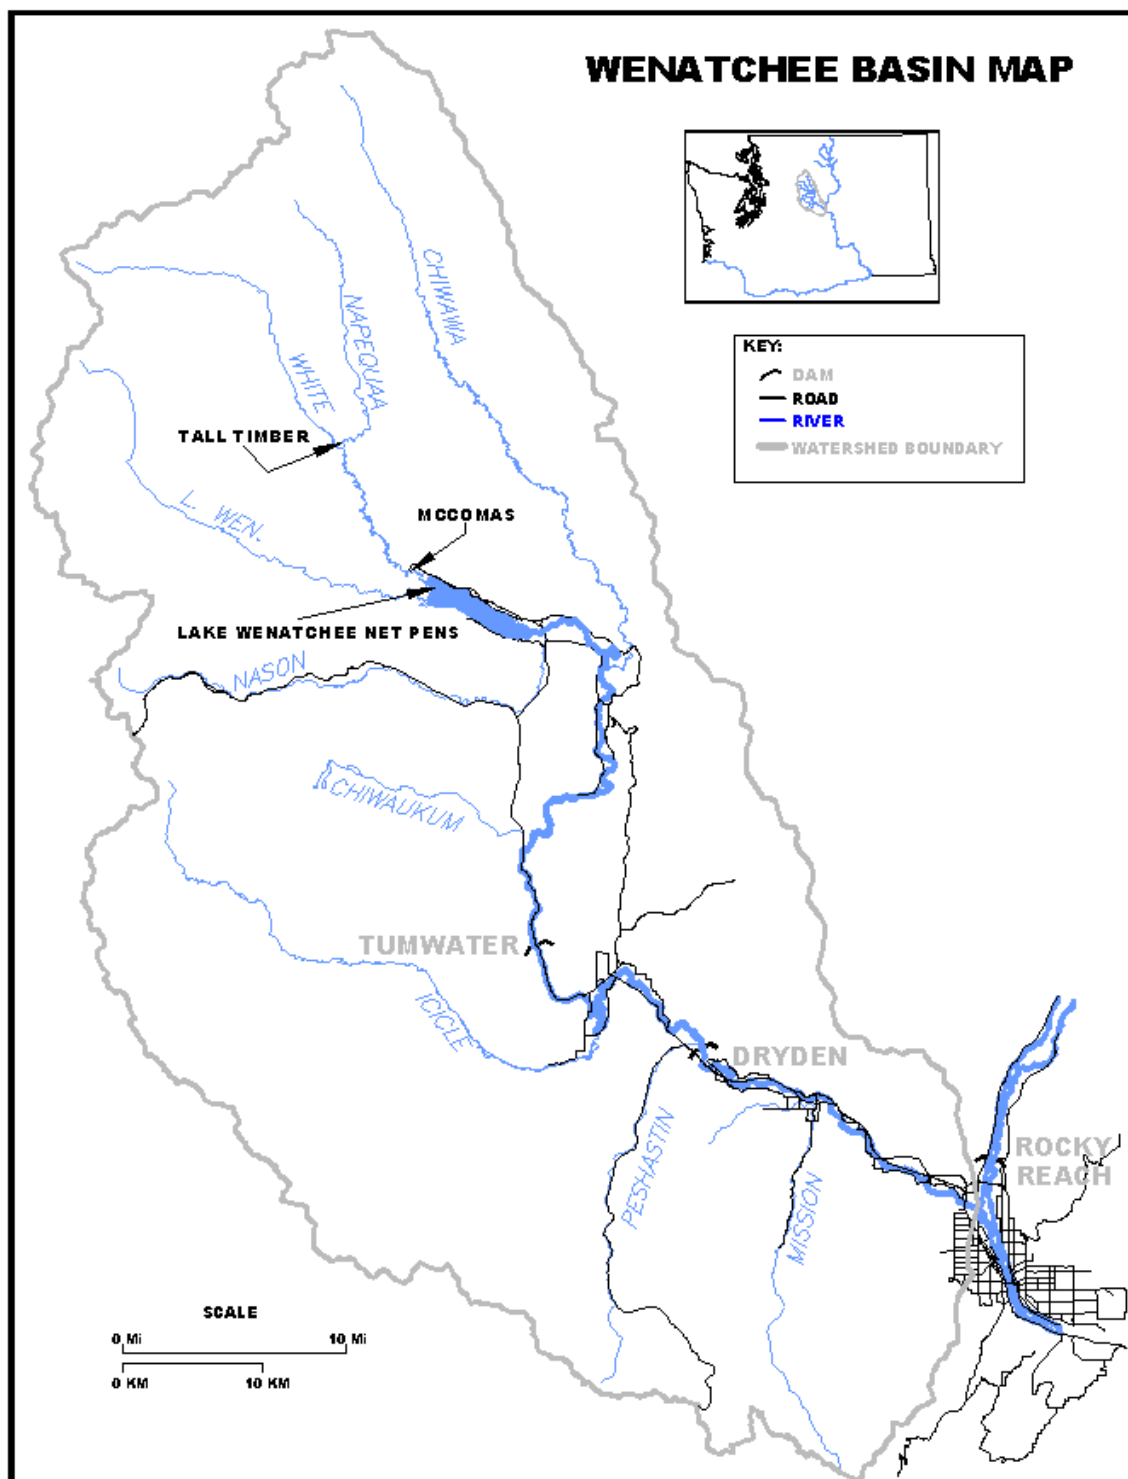 WENATCHEE BASIN MAP
KEY:
DAM
ROAD
RIVER
WATERSHED BOUNDARY
CHIWAWA
NAPEQUAA
WHITE
TALL TIMBER
L. WEN.
MCCOMAS
LAKE WENATCHEE NET PENS
NASON
CHIWAUKUM
TUMWATER
ICICLE
DRYDEN
PESHASTIN
MISSION
ROCKY
REACH
SCALE
0 Mi 10 Mi
0 KM 10 KM